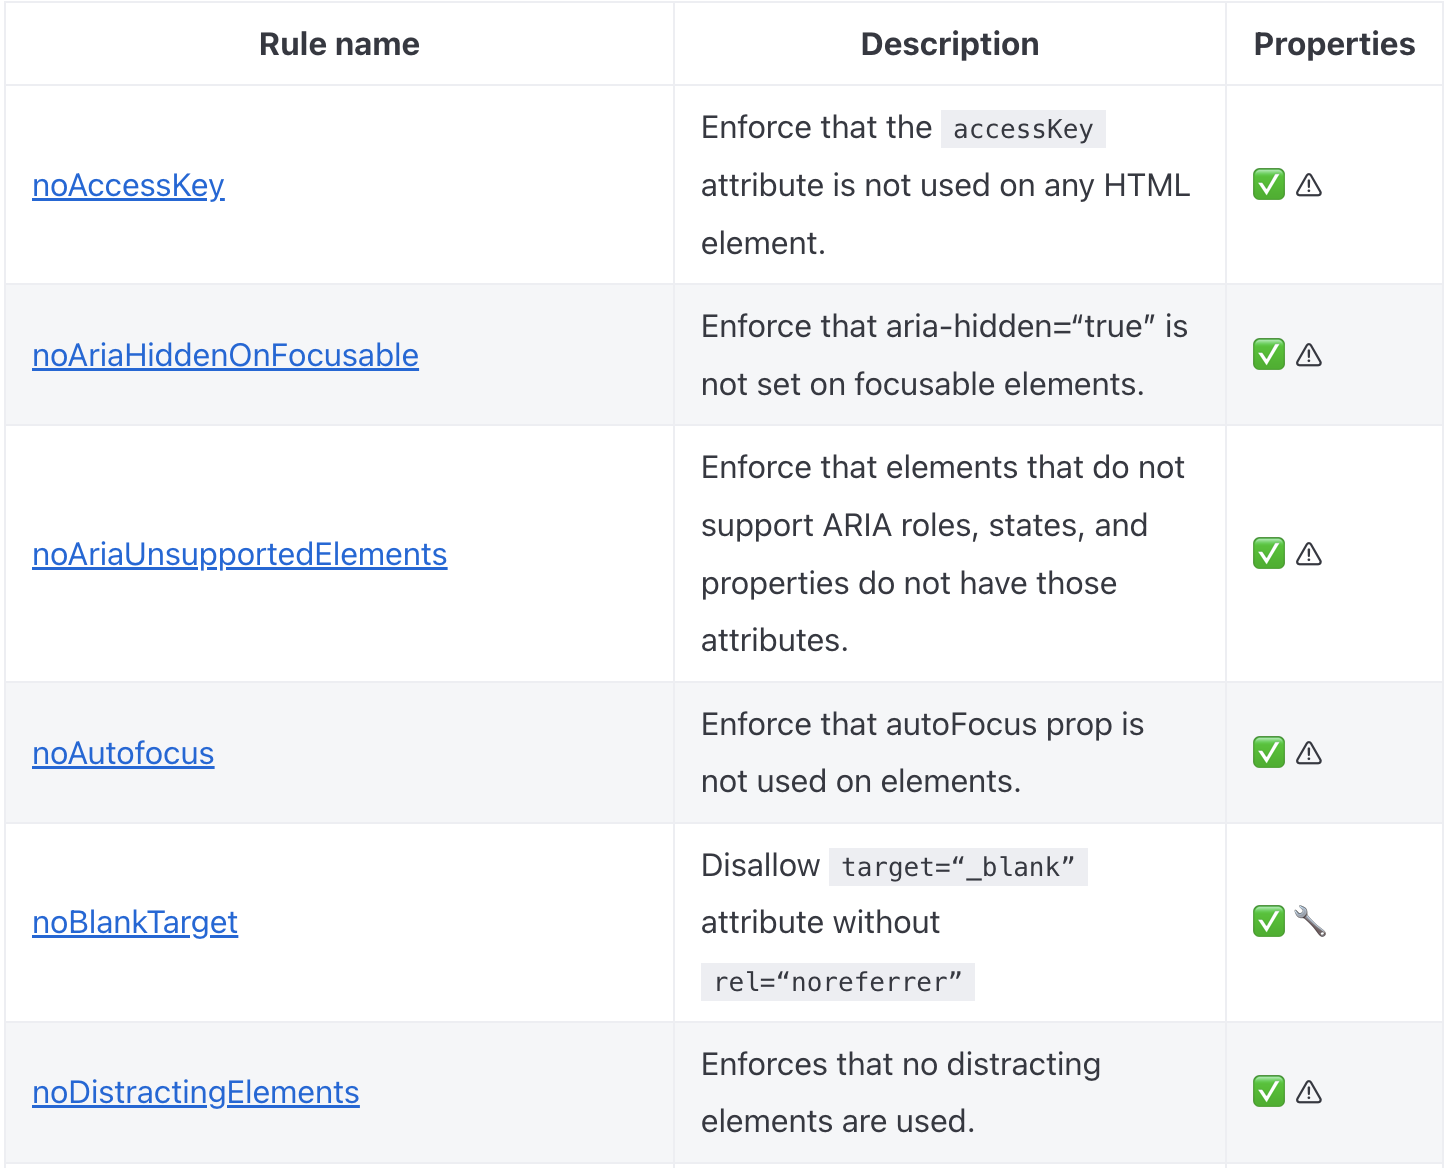 Rule name Description Properties
noAccessKey
Enforce that the accessKey
attribute is not used on any HTML
element.
✅ ⚠
noAriaHiddenOnFocusable
Enforce that aria-hidden=“true” is
not set on focusable elements.
✅ ⚠
noAriaUnsupportedElements
Enforce that elements that do not
support ARIA roles, states, and
properties do not have those
attributes.
✅ ⚠
noAutofocus
Enforce that autoFocus prop is
not used on elements.
✅ ⚠
noBlankTarget
Disallow target=“_blank”
attribute without
rel=“noreferrer”
✅ 🔧
noDistractingElements
Enforces that no distracting
elements are used.
✅ ⚠